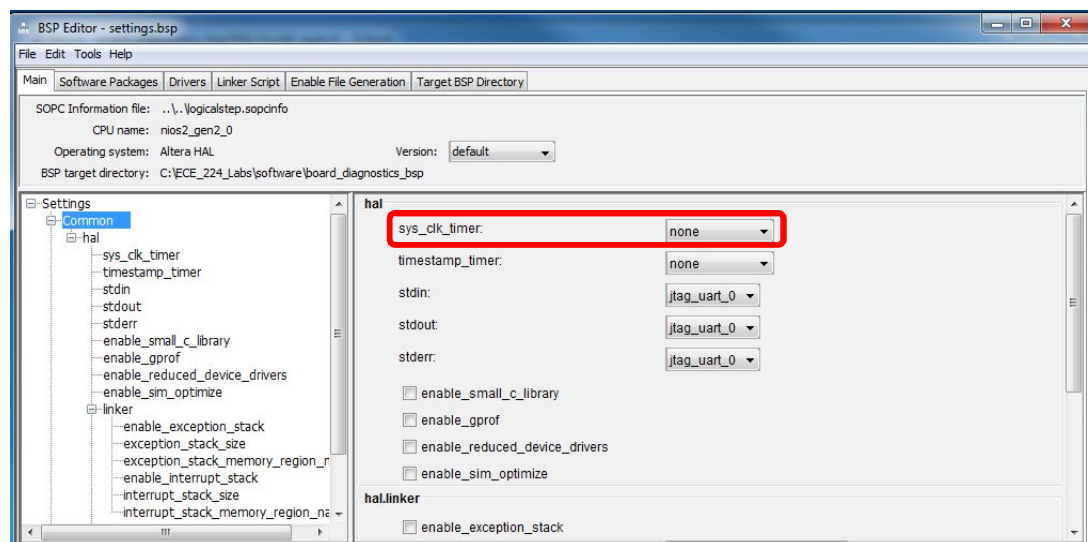 BSP Editor - settings.bsp
File Edit Tools Help
Main Software Packages Drivers Linker Script Enable File Generation Target BSP Directory
SOPC Information file: ..\..\logicalstep.sopcinfo
CPU name: nios2_gen2_0
Operating system: Altera HAL Version: default
BSP target directory: C:\ECE_224_Labs\software\board_diagnostics_bsp
Settings
Common
hal
sys_clk_timer
timestamp_timer
stdin
stdout
stderr
enable_small_c_library
enable_gprof
enable_reduced_device_drivers
enable_sim_optimize
linker
enable_exception_stack
exception_stack_size
exception_stack_memory_region_n
enable_interrupt_stack
interrupt_stack_size
interrupt_stack_memory_region_na
hal
sys_clk_timer: none
timestamp_timer: none
stdin: jtag_uart_0
stdout: jtag_uart_0
stderr: jtag_uart_0
enable_small_c_library
enable_gprof
enable_reduced_device_drivers
enable_sim_optimize
hal.linker
enable_exception_stack